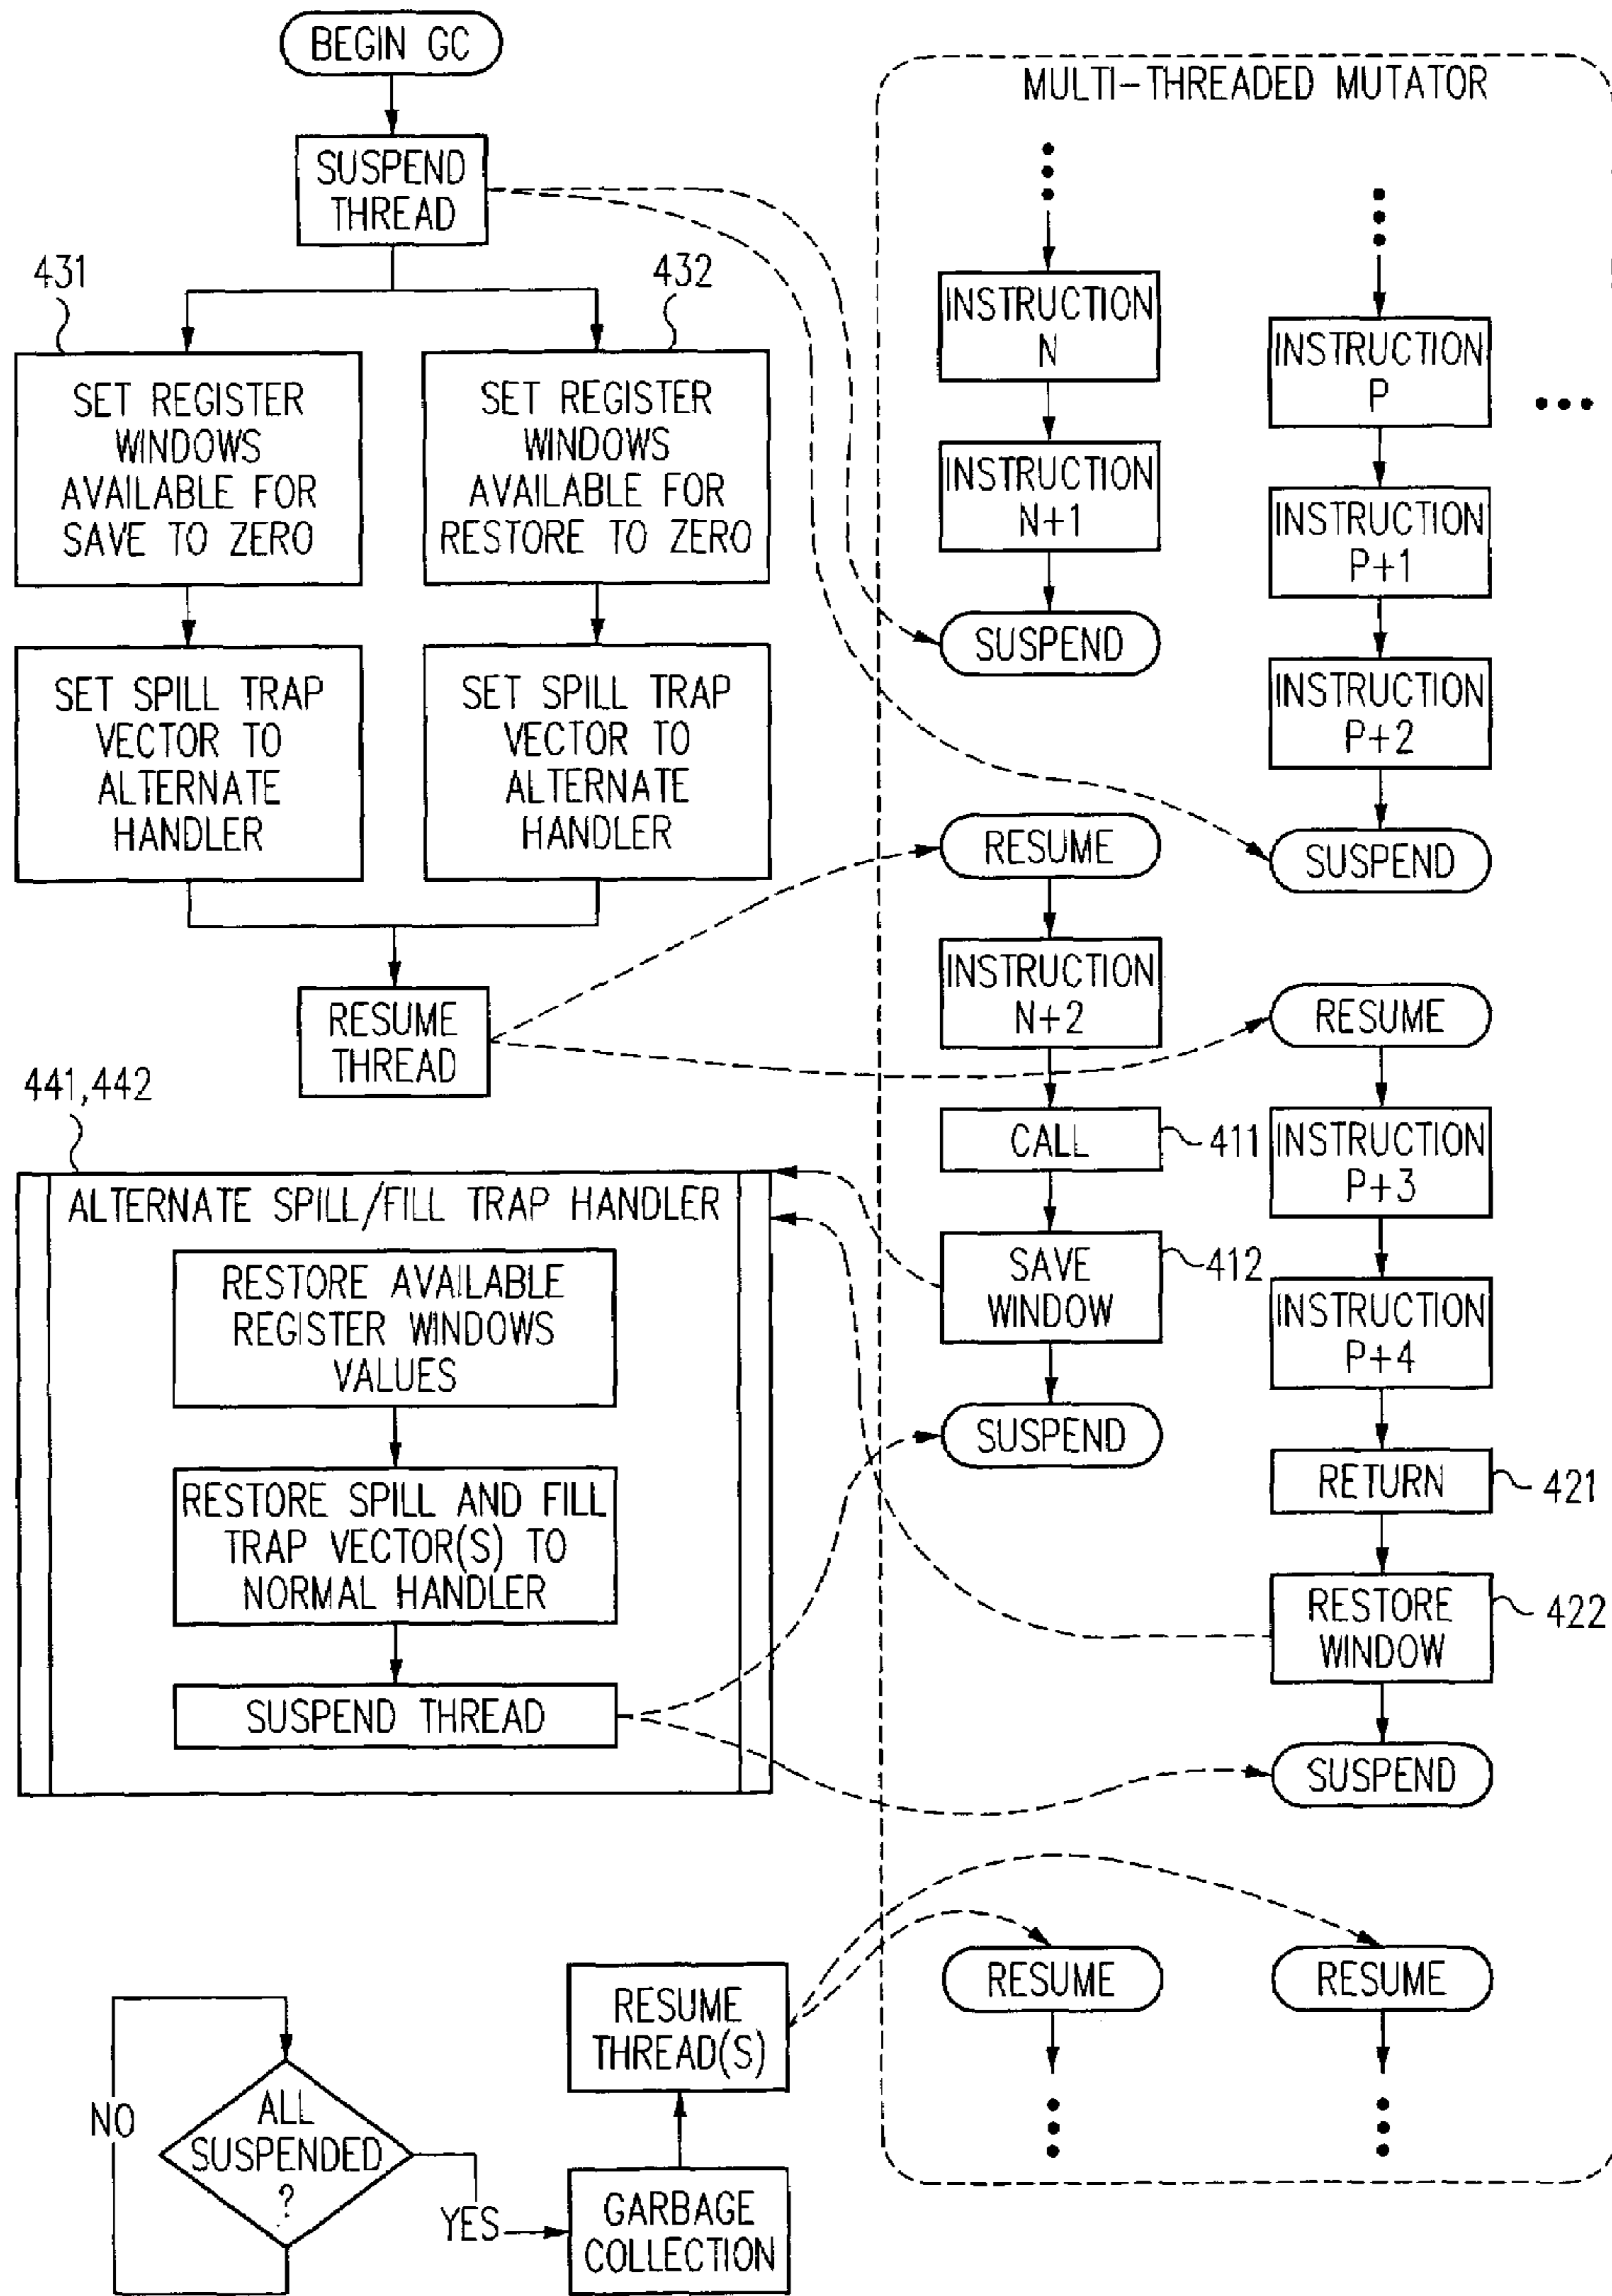 BEGIN GC
SUSPEND
THREAD
431
SET REGISTER
WINDOWS
AVAILABLE FOR
SAVE TO ZERO
432
SET REGISTER
WINDOWS
AVAILABLE FOR
RESTORE TO ZERO
SET SPILL TRAP
VECTOR TO
ALTERNATE
HANDLER
SET SPILL TRAP
VECTOR TO
ALTERNATE
HANDLER
RESUME
THREAD
441,442
ALTERNATE SPILL/FILL TRAP HANDLER
RESTORE AVAILABLE
REGISTER WINDOWS
VALUES
RESTORE SPILL AND FILL
TRAP VECTOR(S) TO
NORMAL HANDLER
SUSPEND THREAD
ALL
SUSPENDED
?
NO
YES
GARBAGE
COLLECTION
RESUME
THREAD(S)
MULTI-THREADED MUTATOR
INSTRUCTION
N
INSTRUCTION
N+1
SUSPEND
RESUME
INSTRUCTION
N+2
CALL
411
SAVE
WINDOW
412
SUSPEND
RESUME
INSTRUCTION
P
INSTRUCTION
P+1
INSTRUCTION
P+2
SUSPEND
RESUME
INSTRUCTION
P+3
INSTRUCTION
P+4
RETURN
421
RESTORE
WINDOW
422
SUSPEND
RESUME